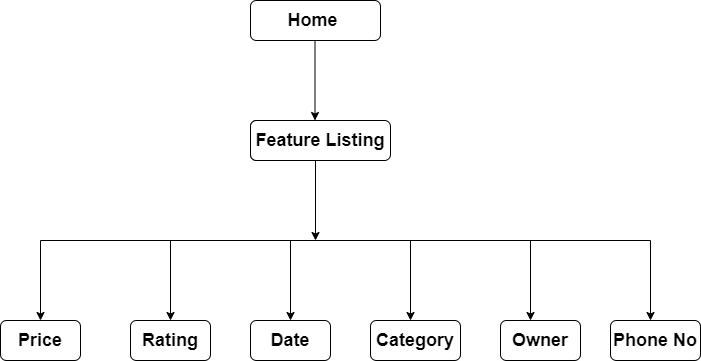 Home
Feature Listing
Price
Rating
Date
Category
Owner
Phone No